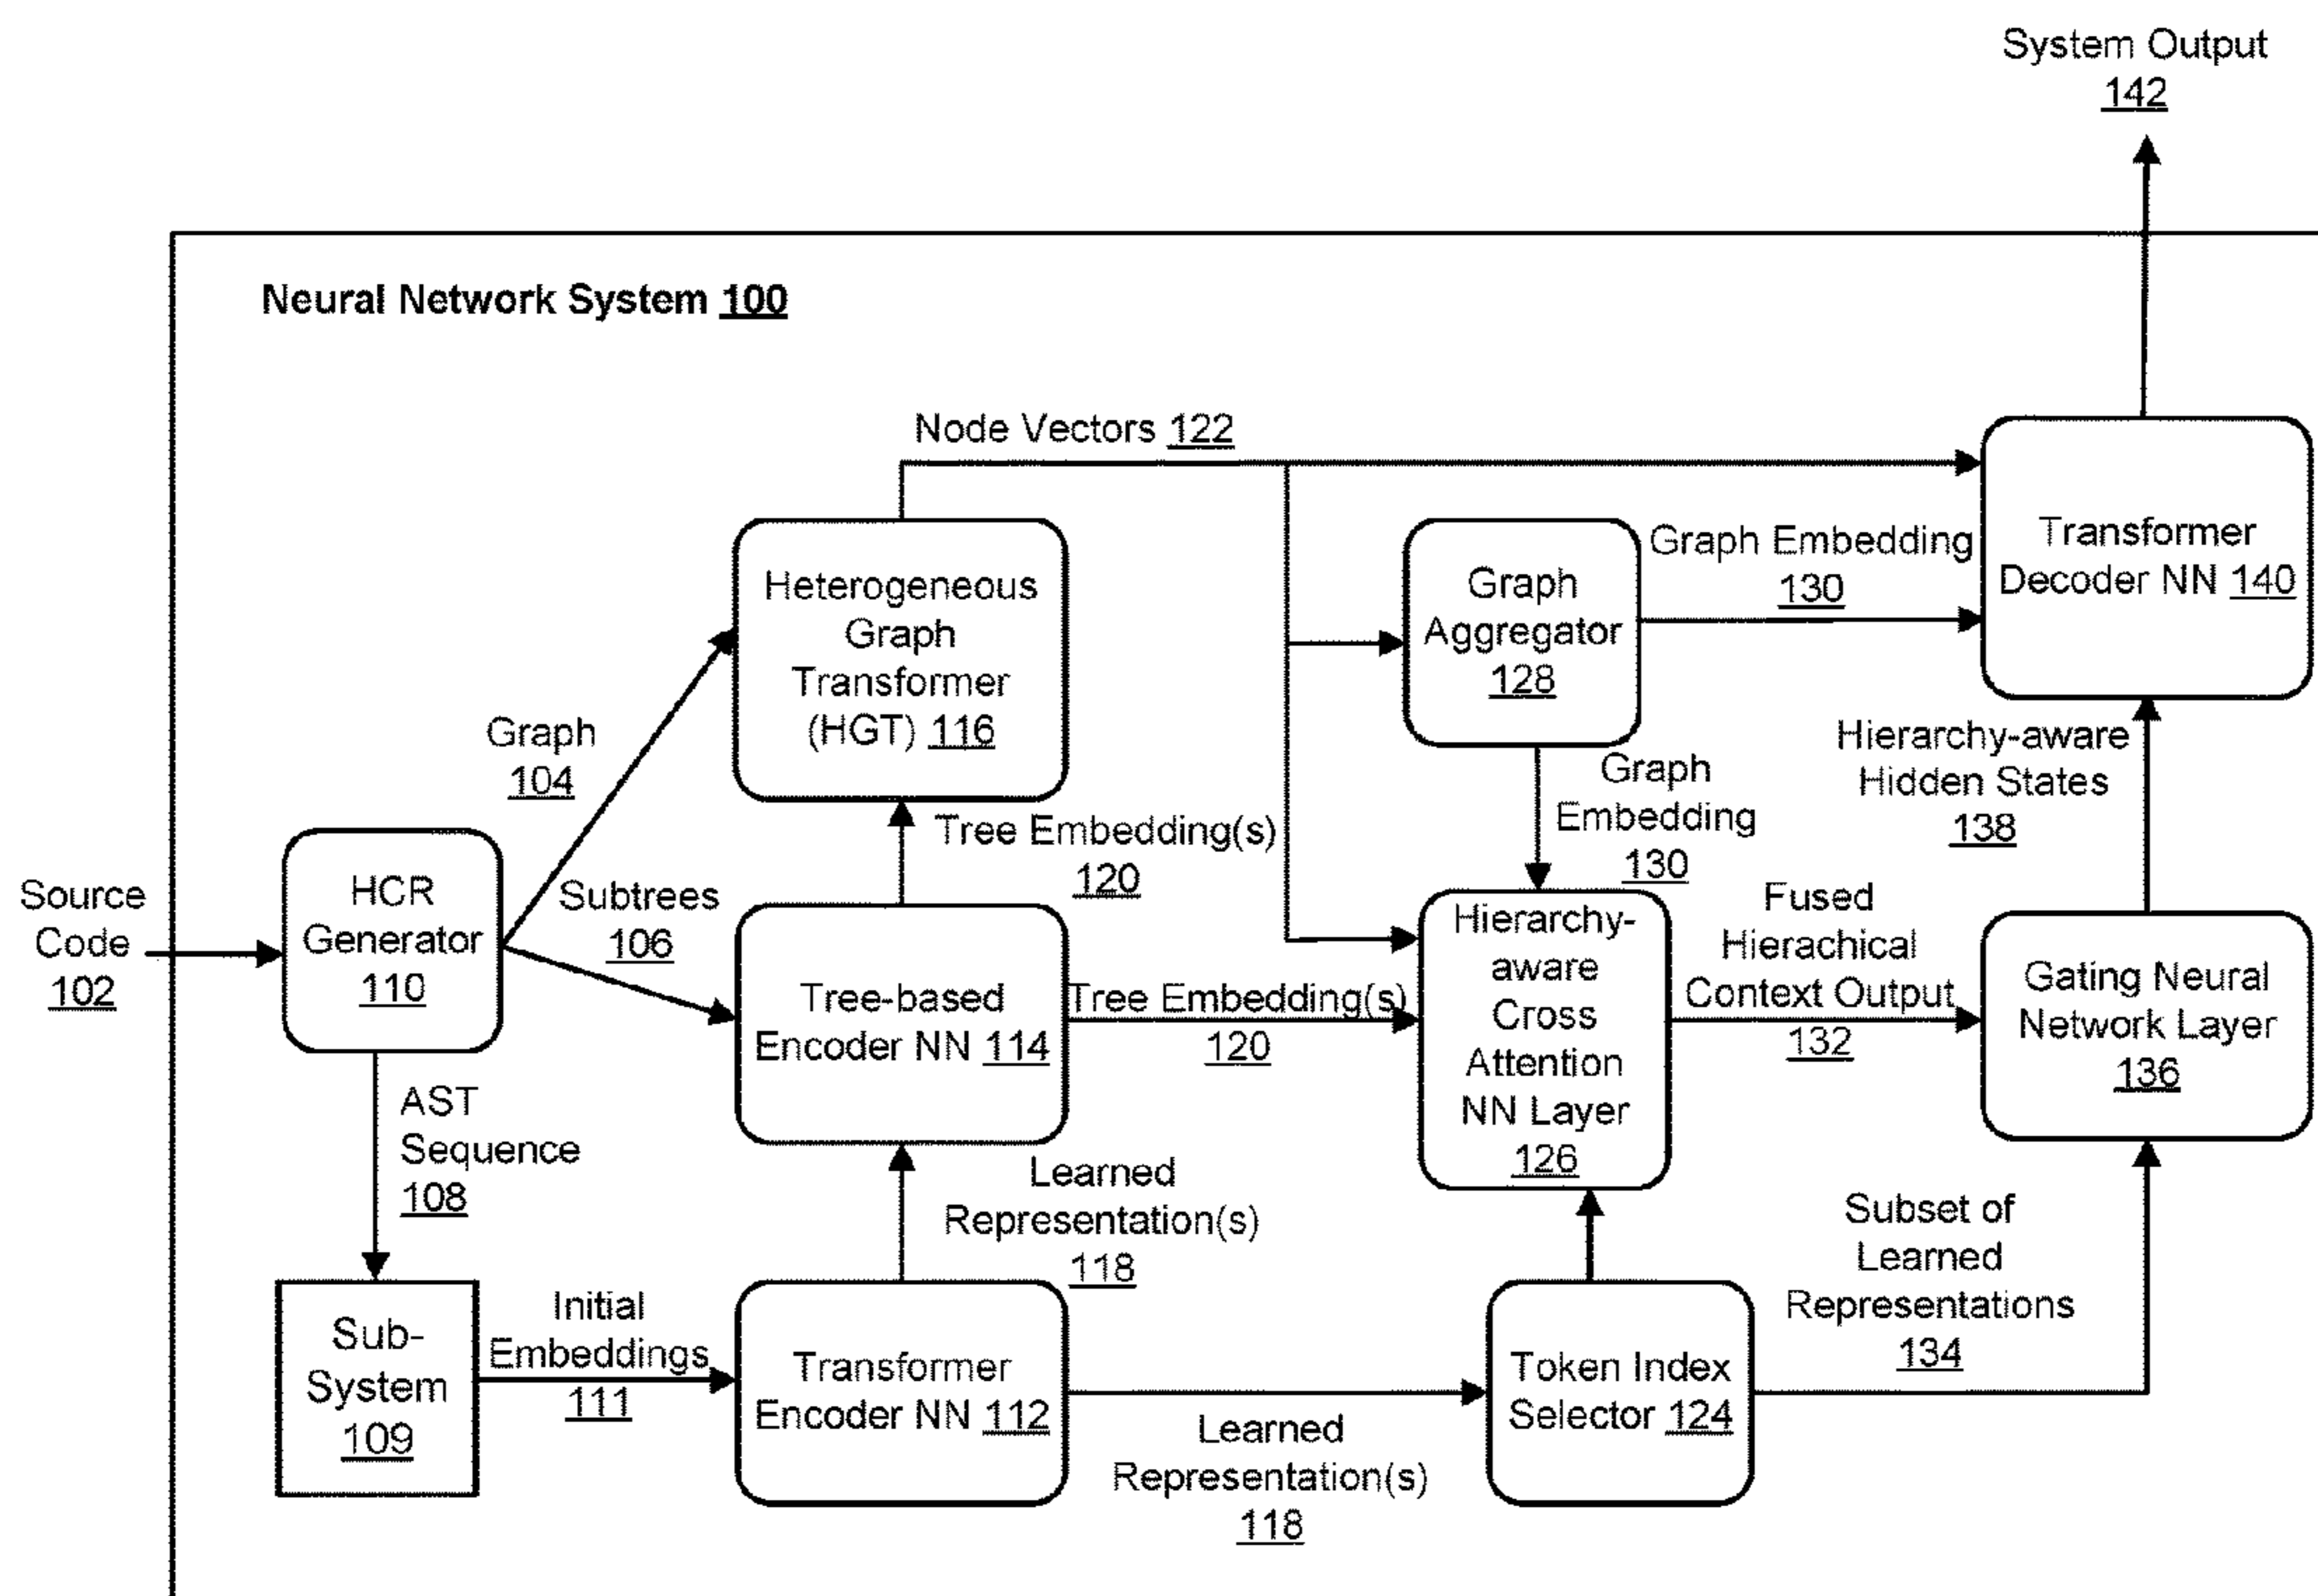 System Output
142
Neural Network System 100
Node Vectors 122
Heterogeneous
Graph
Transformer
(HGT) 116
Graph
Aggregator
128
Graph Embedding
130
Transformer
Decoder NN 140
Graph
104
Tree Embedding(s)
120
Graph
Embedding
130
Hierarchy-aware
Hidden States
138
Source
Code
102
HCR
Generator
110
Subtrees
106
Tree-based
Encoder NN 114
Tree Embedding(s)
120
Hierarchy-
aware
Cross
Attention
NN Layer
126
Fused
Hierachical
Context Output
132
Gating Neural
Network Layer
136
AST
Sequence
108
Learned
Representation(s)
118
Subset of
Learned
Representations
134
Sub-
System
109
Initial
Embeddings
111
Transformer
Encoder NN 112
Learned
Representation(s)
118
Token Index
Selector 124